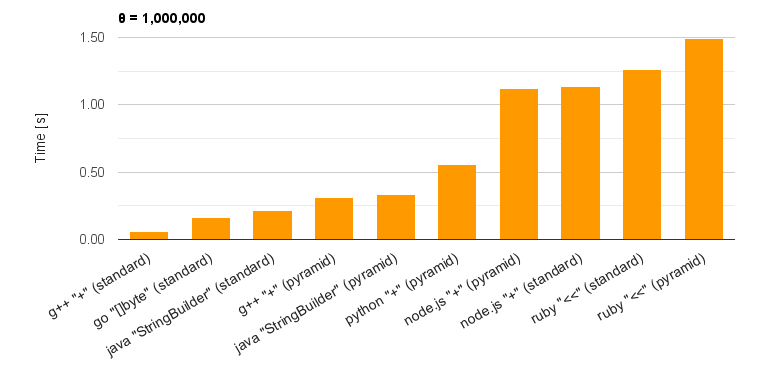 θ = 1,000,000
Time [s]
1.50
1.00
0.50
0.00
g++ "+" (standard)
go "[]byte" (standard)
java "StringBuilder" (standard)
g++ "+" (pyramid)
java "StringBuilder" (pyramid)
python "+" (pyramid)
node.js "+" (pyramid)
node.js "+" (standard)
ruby "<<" (standard)
ruby "<<" (pyramid)